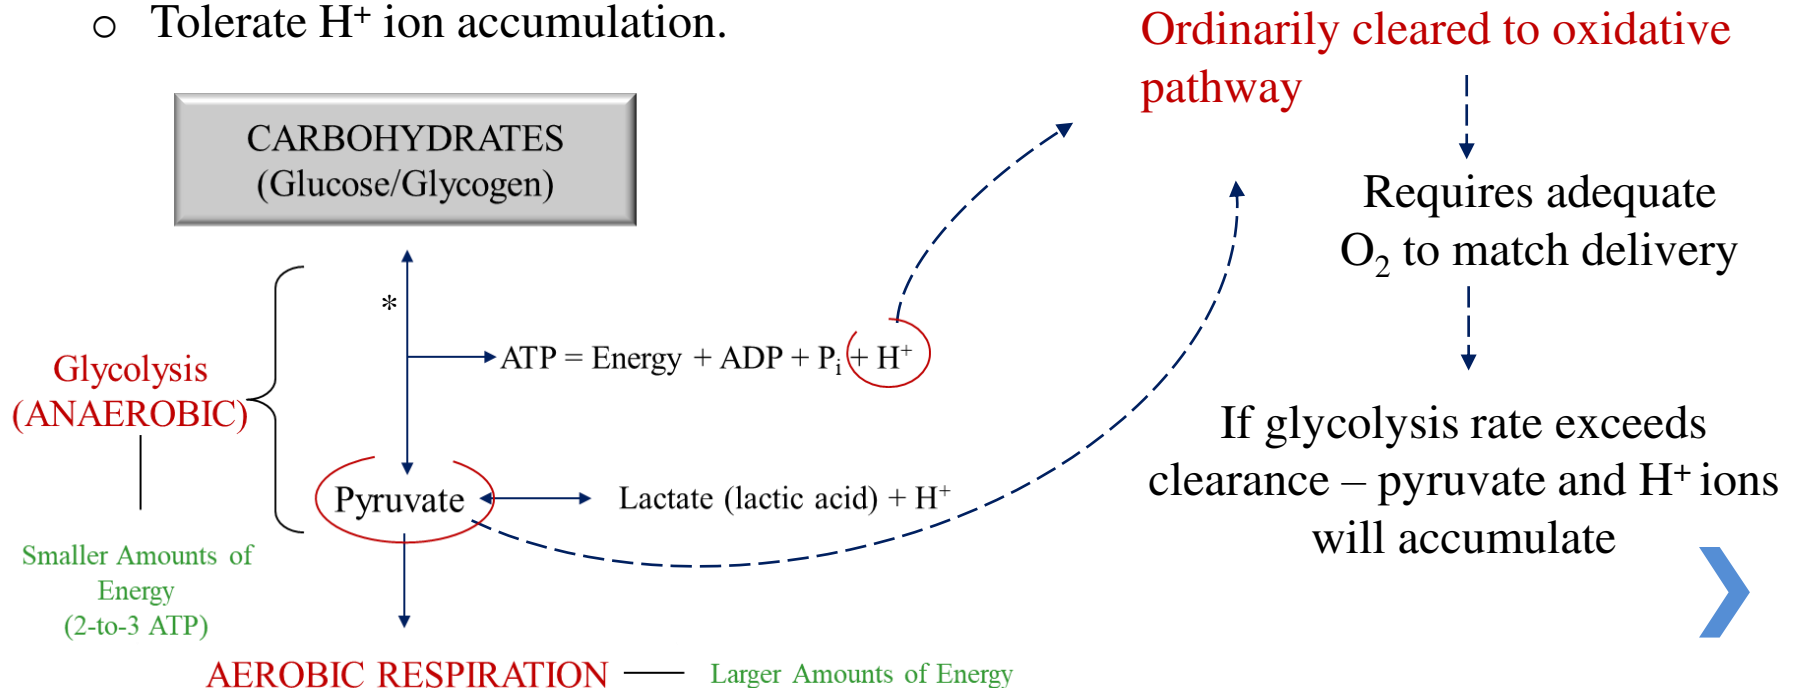 o Tolerate H⁺ ion accumulation.
CARBOHYDRATES
(Glucose/Glycogen)
*
ATP = Energy + ADP + Pᵢ + H⁺
Glycolysis
(ANAEROBIC)
Pyruvate
Lactate (lactic acid) + H⁺
Smaller Amounts of
Energy
(2-to-3 ATP)
AEROBIC RESPIRATION
Larger Amounts of Energy
Ordinarily cleared to oxidative
pathway
Requires adequate
O₂ to match delivery
If glycolysis rate exceeds
clearance – pyruvate and H⁺ ions
will accumulate